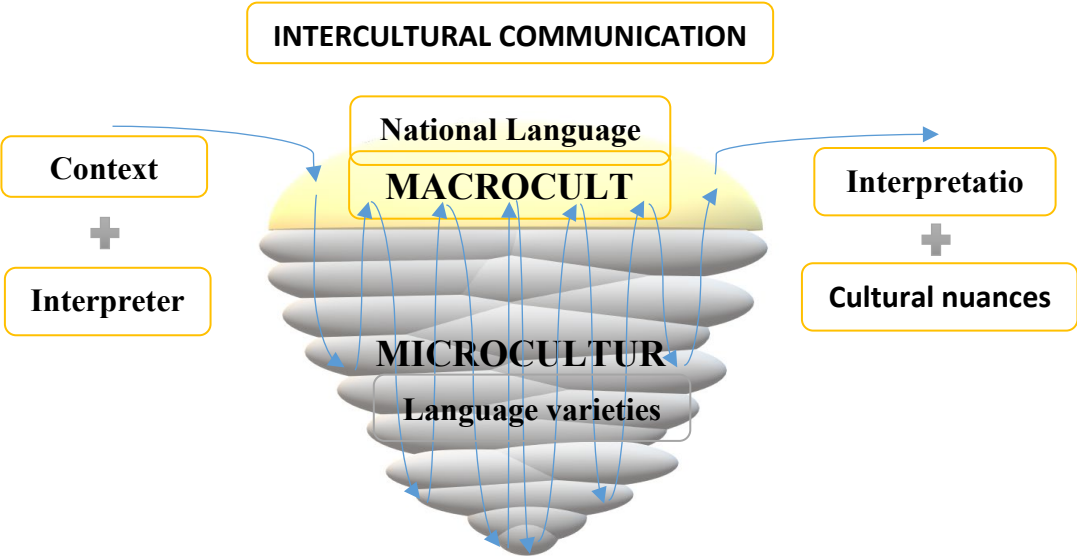 INTERCULTURAL COMMUNICATION
National Language
MACROCULT
Context
Interpreter
Interpretatio
Cultural nuances
MICROCULTUR
Language varieties